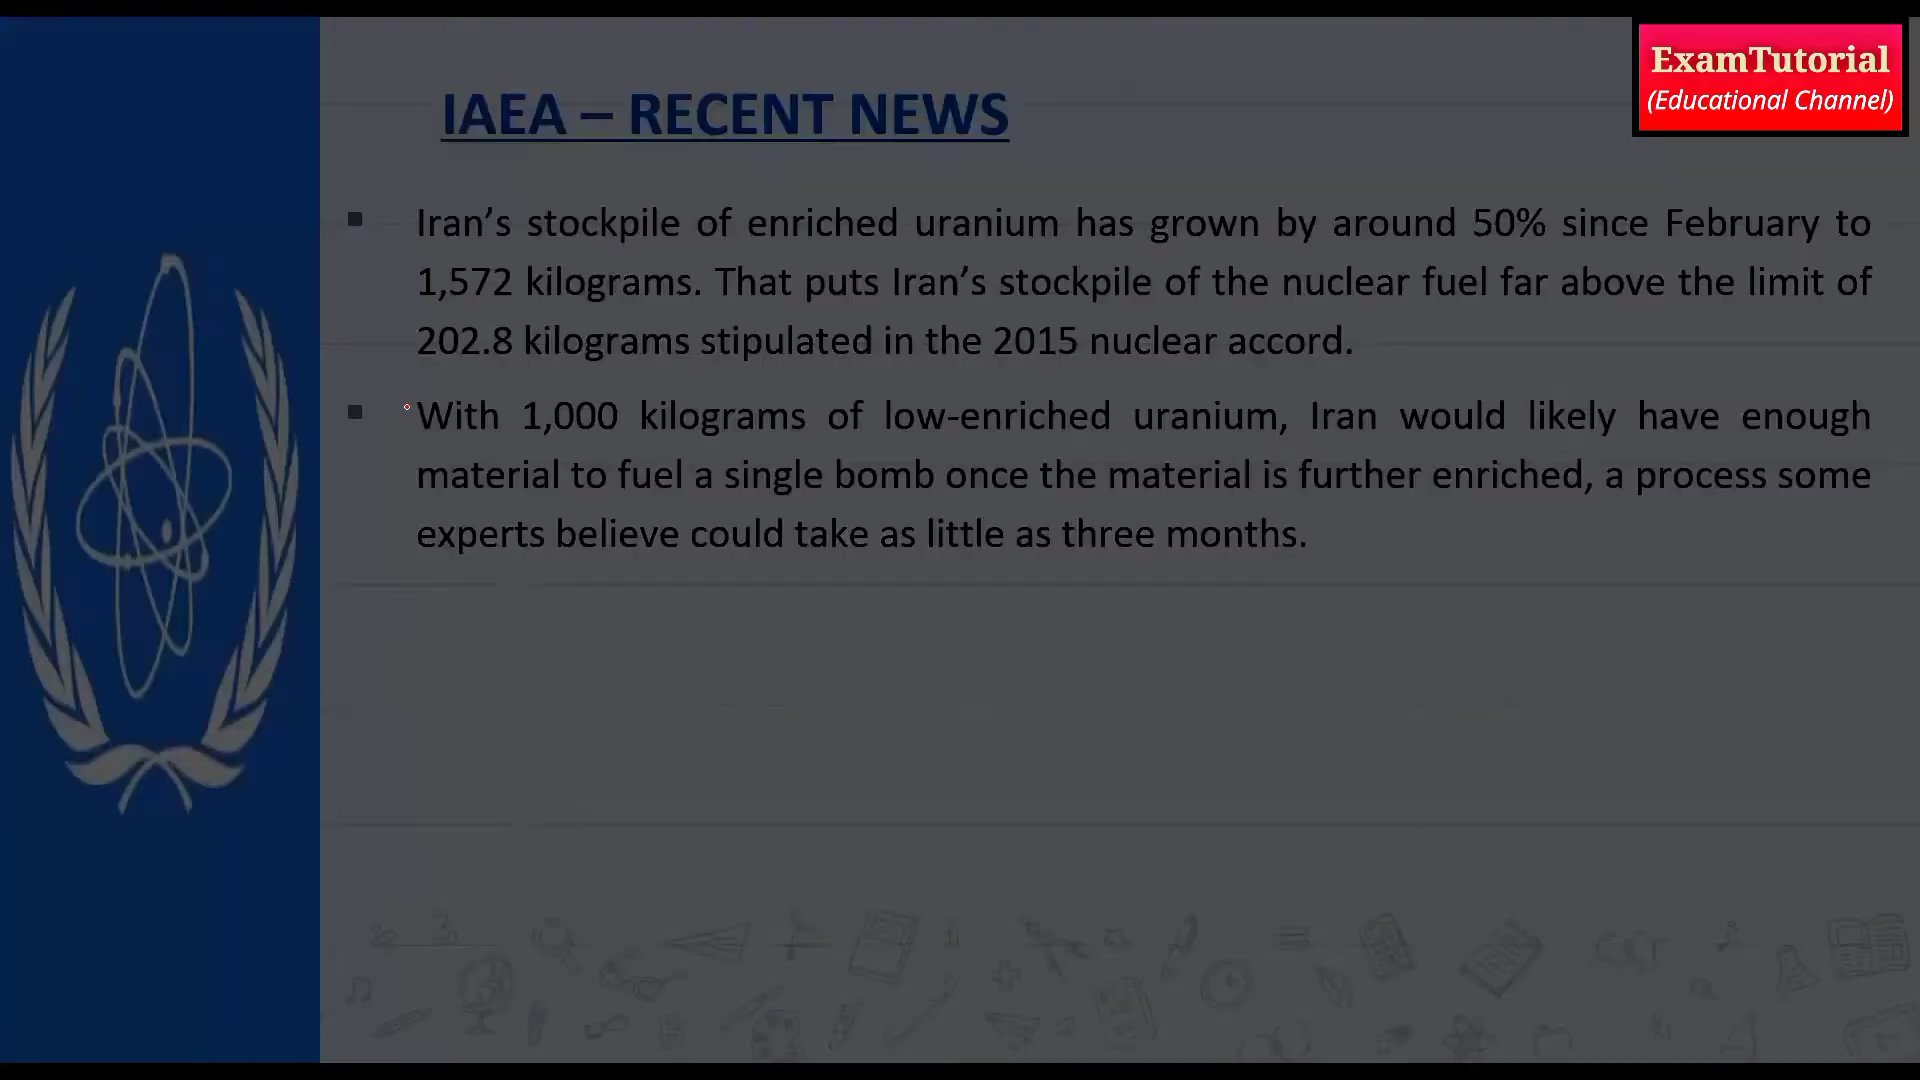 IAEA – RECENT NEWS
ExamTutorial
(Educational Channel)
▪ Iran’s stockpile of enriched uranium has grown by around 50% since February to
1,572 kilograms. That puts Iran’s stockpile of the nuclear fuel far above the limit of
202.8 kilograms stipulated in the 2015 nuclear accord.
▪ With 1,000 kilograms of low-enriched uranium, Iran would likely have enough
material to fuel a single bomb once the material is further enriched, a process some
experts believe could take as little as three months.